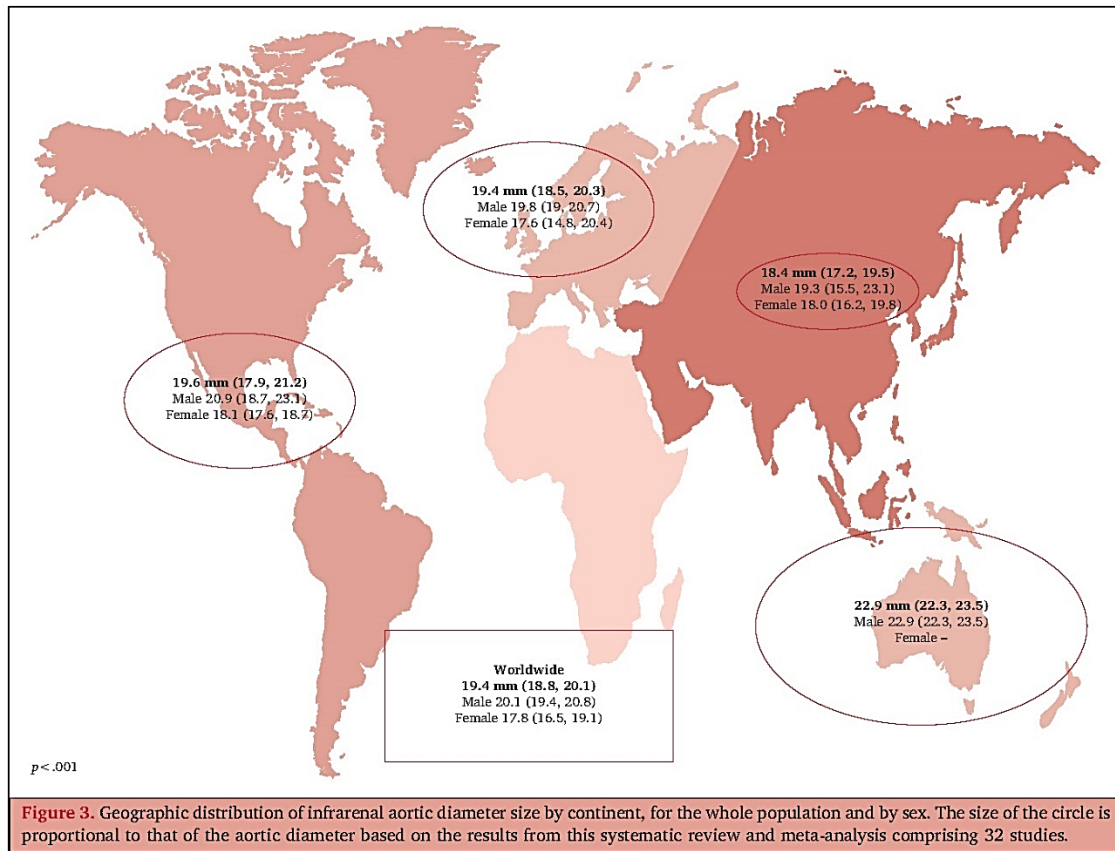 19.4 mm (18.5, 20.3)
Male 19.8 (19, 20.7)
Female 17.6 (14.8, 20.4)
18.4 mm (17.2, 19.5)
Male 19.3 (15.5, 23.1)
Female 18.0 (16.2, 19.8)
19.6 mm (17.9, 21.2)
Male 20.9 (18.7, 23.1)
Female 18.1 (17.6, 18.7)
22.9 mm (22.3, 23.5)
Male 22.9 (22.3, 23.5)
Female –
Worldwide
19.4 mm (18.8, 20.1)
Male 20.1 (19.4, 20.8)
Female 17.8 (16.5, 19.1)
p < .001
Figure 3. Geographic distribution of infrarenal aortic diameter size by continent, for the whole population and by sex. The size of the circle is
proportional to that of the aortic diameter based on the results from this systematic review and meta-analysis comprising 32 studies.